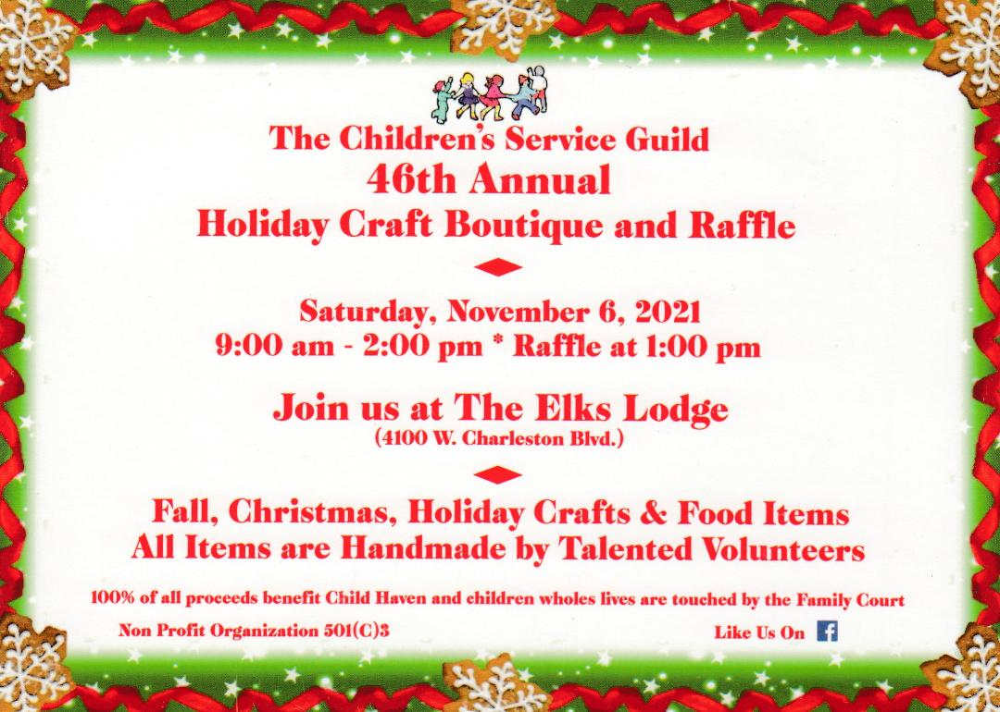 The Children's Service Guild
46th Annual
Holiday Craft Boutique and Raffle
Saturday, November 6, 2021
9:00 am - 2:00 pm * Raffle at 1:00 pm
Join us at The Elks Lodge
(4100 W. Charleston Blvd.)
Fall, Christmas, Holiday Crafts & Food Items
All Items are Handmade by Talented Volunteers
100% of all proceeds benefit Child Haven and children wholes lives are touched by the Family Court
Non Profit Organization 501(C)3
Like Us On f